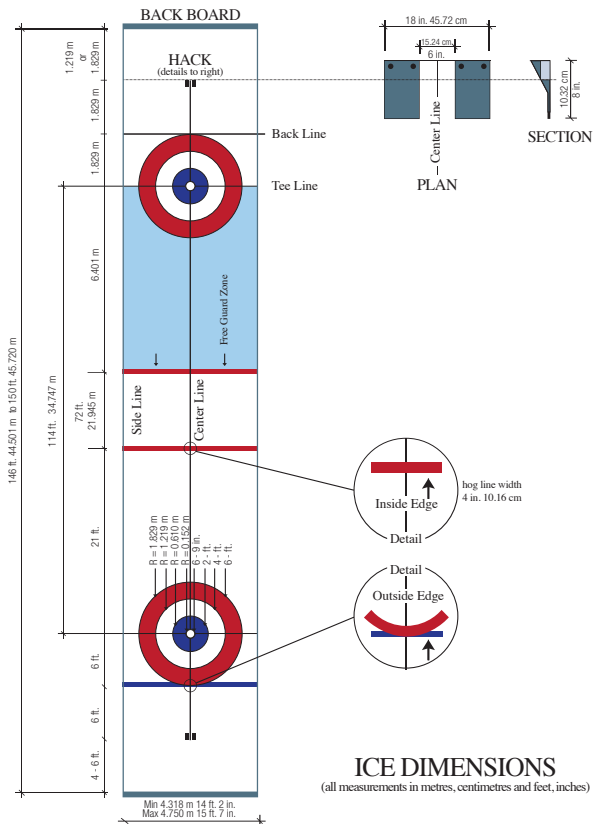 BACK BOARD
HACK
(details to right)
Back Line
Tee Line
18 in. 45.72 cm
15.24 cm
6 in.
Center Line
PLAN
10.32 cm
8 in.
SECTION
1.219 m
or
1.829 m
1.829 m
1.829 m
6.401 m
Free Guard Zone
Side Line
Center Line
72 ft.
21.945 m
114 ft. 34.747 m
146 ft. 44.501 m to 150 ft. 45.720 m
21 ft.
Inside Edge
Detail
hog line width
4 in. 10.16 cm
R = 1.829 m
R = 1.219 m
R = 0.610 m
R = 0.152 m
6 - 9 in.
2 - ft.
4 - ft.
6 - ft.
Detail
Outside Edge
6 ft.
6 ft.
4 - 6 ft.
Min 4.318 m 14 ft. 2 in.
Max 4.750 m 15 ft. 7 in.
ICE DIMENSIONS
(all measurements in metres, centimetres and feet, inches)